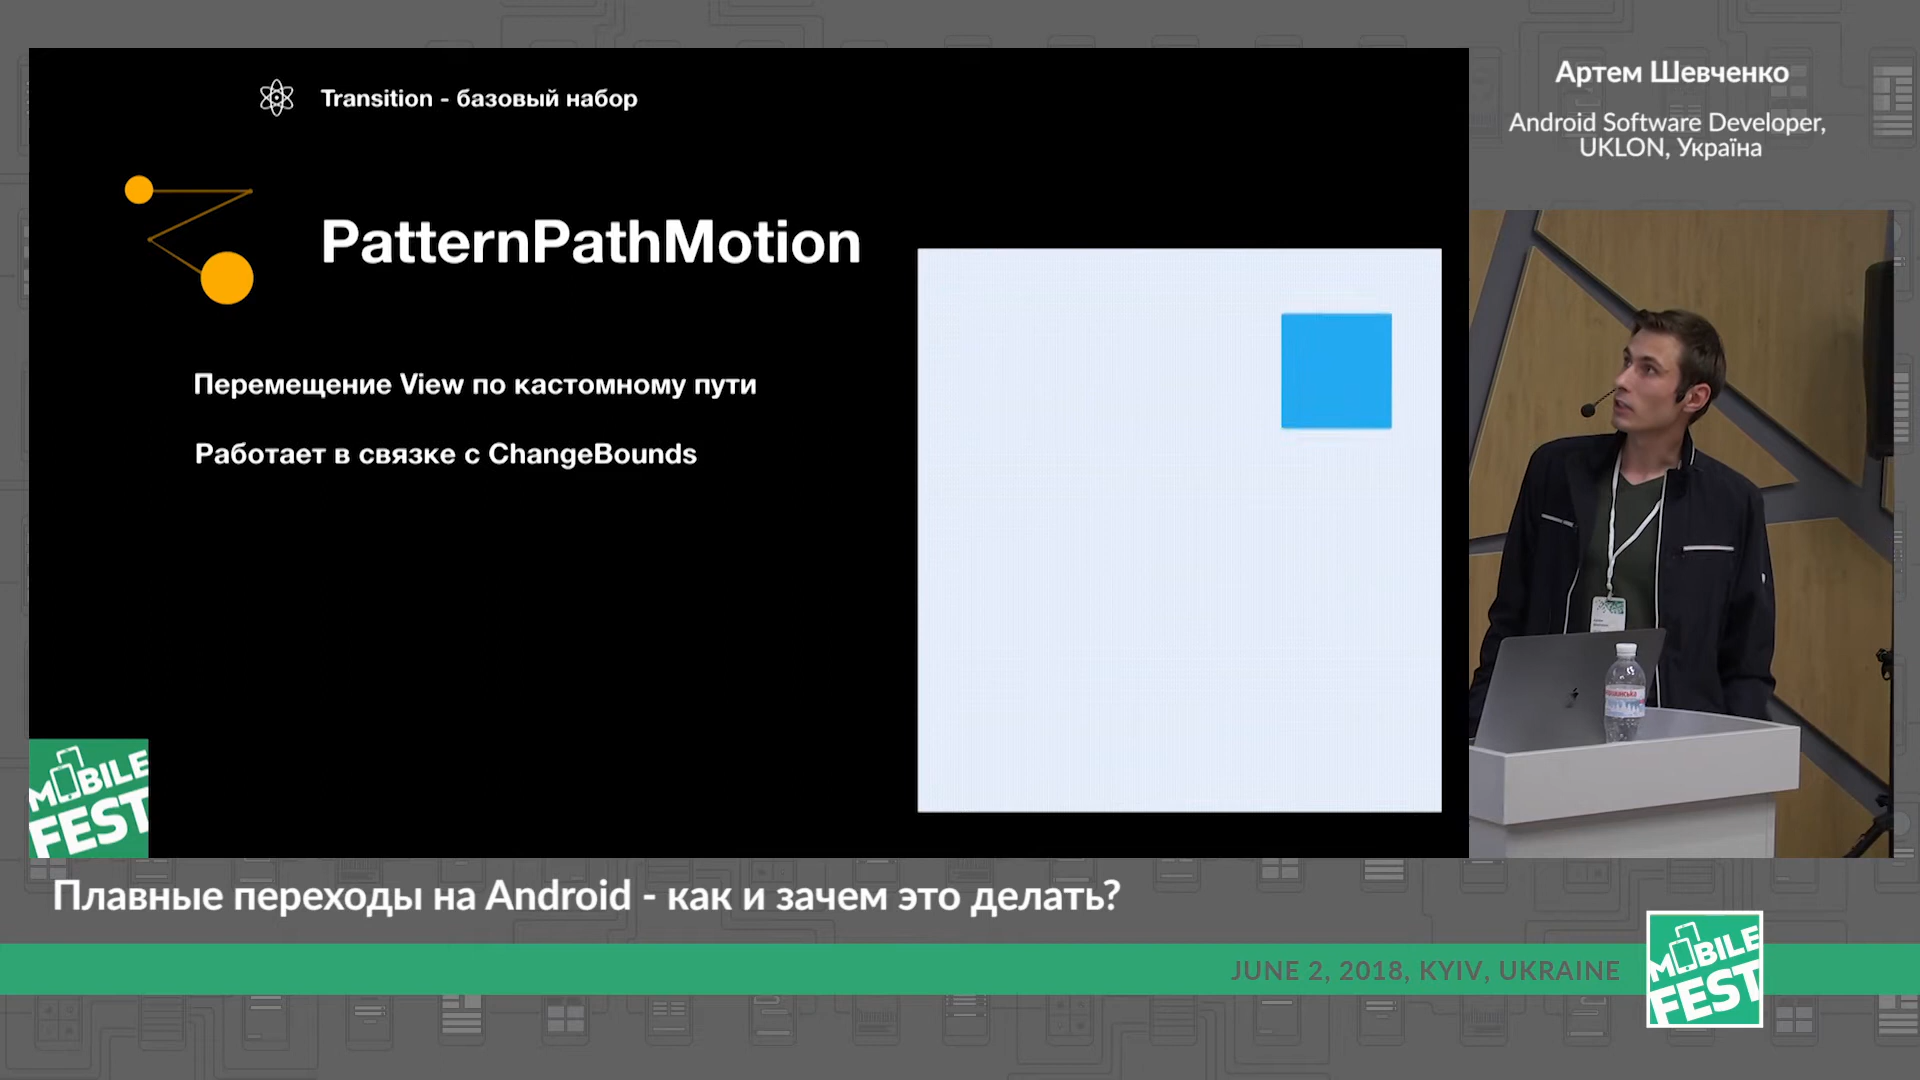 Transition - базовый набор
PatternPathMotion
Перемещение View по кастомному пути
Работает в связке с ChangeBounds
MOBILE
FEST
Артем Шевченко
Android Software Developer,
UKLON, Україна
Плавные переходы на Android - как и зачем это делать?
JUNE 2, 2018, KYIV, UKRAINE
MOBILE
FEST